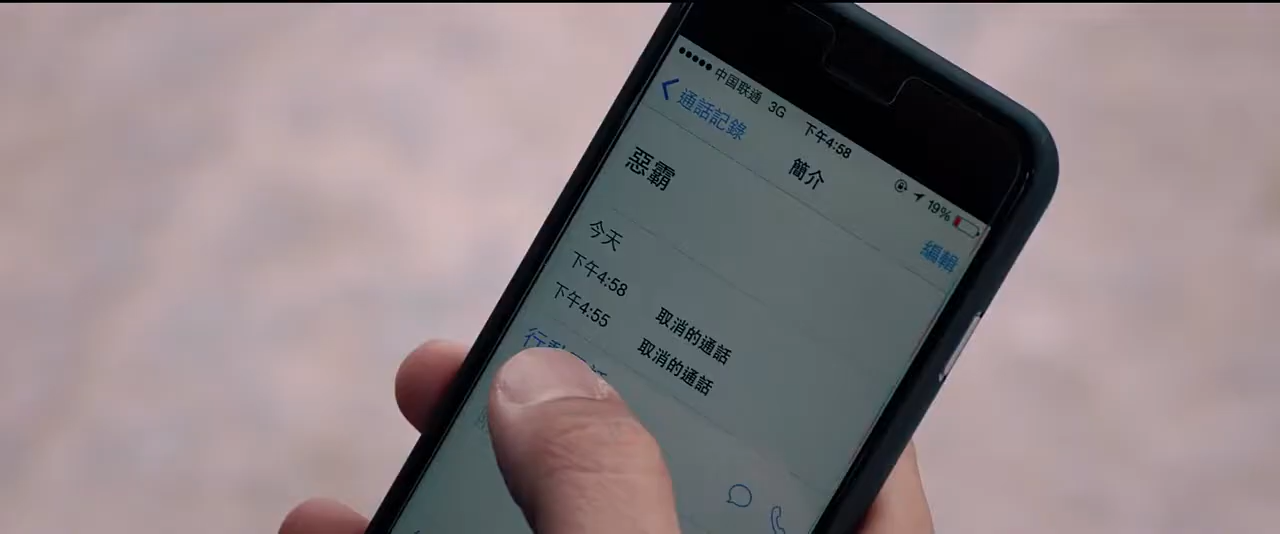 中国联通 3G 下午4:58 19%
通話記錄 簡介 編輯
惡霸
今天
下午4:58 取消的通話
下午4:55 取消的通話